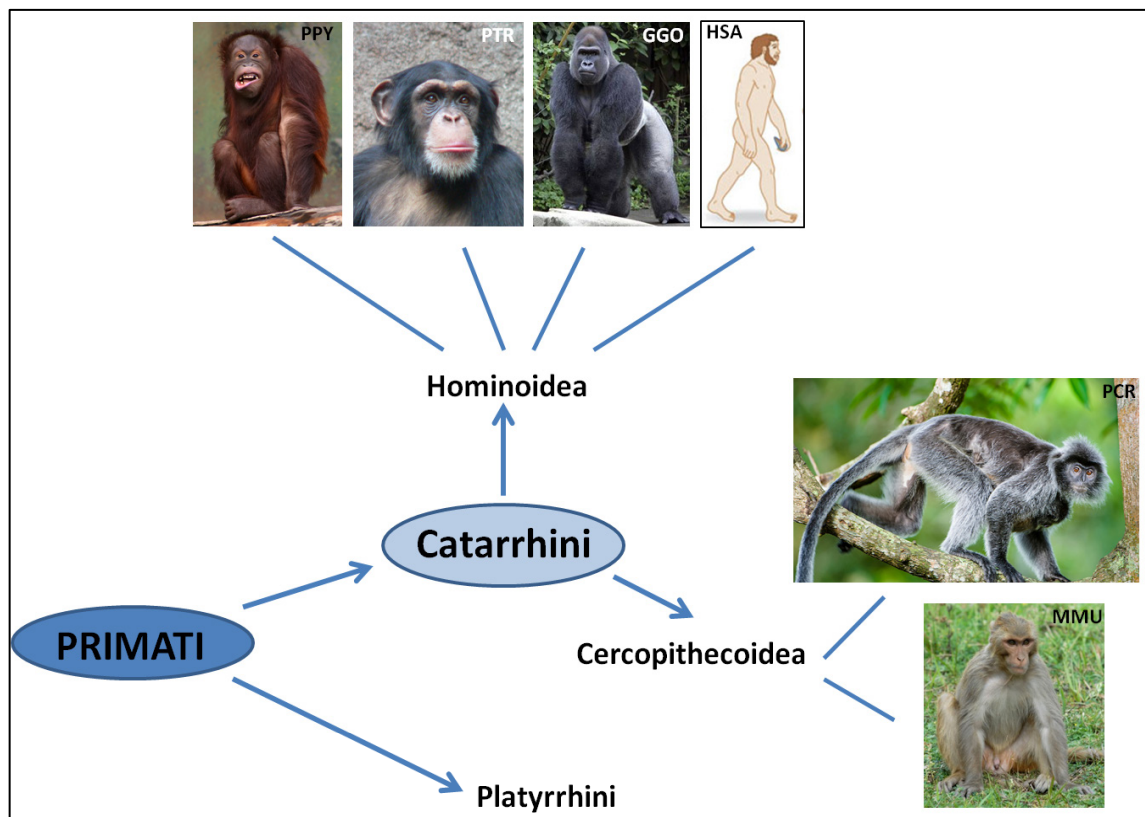 PPY
PTR
GGO
HSA
Hominoidea
PCR
Catarrhini
MMU
PRIMATI
Cercopithecoidea
Platyrrhini